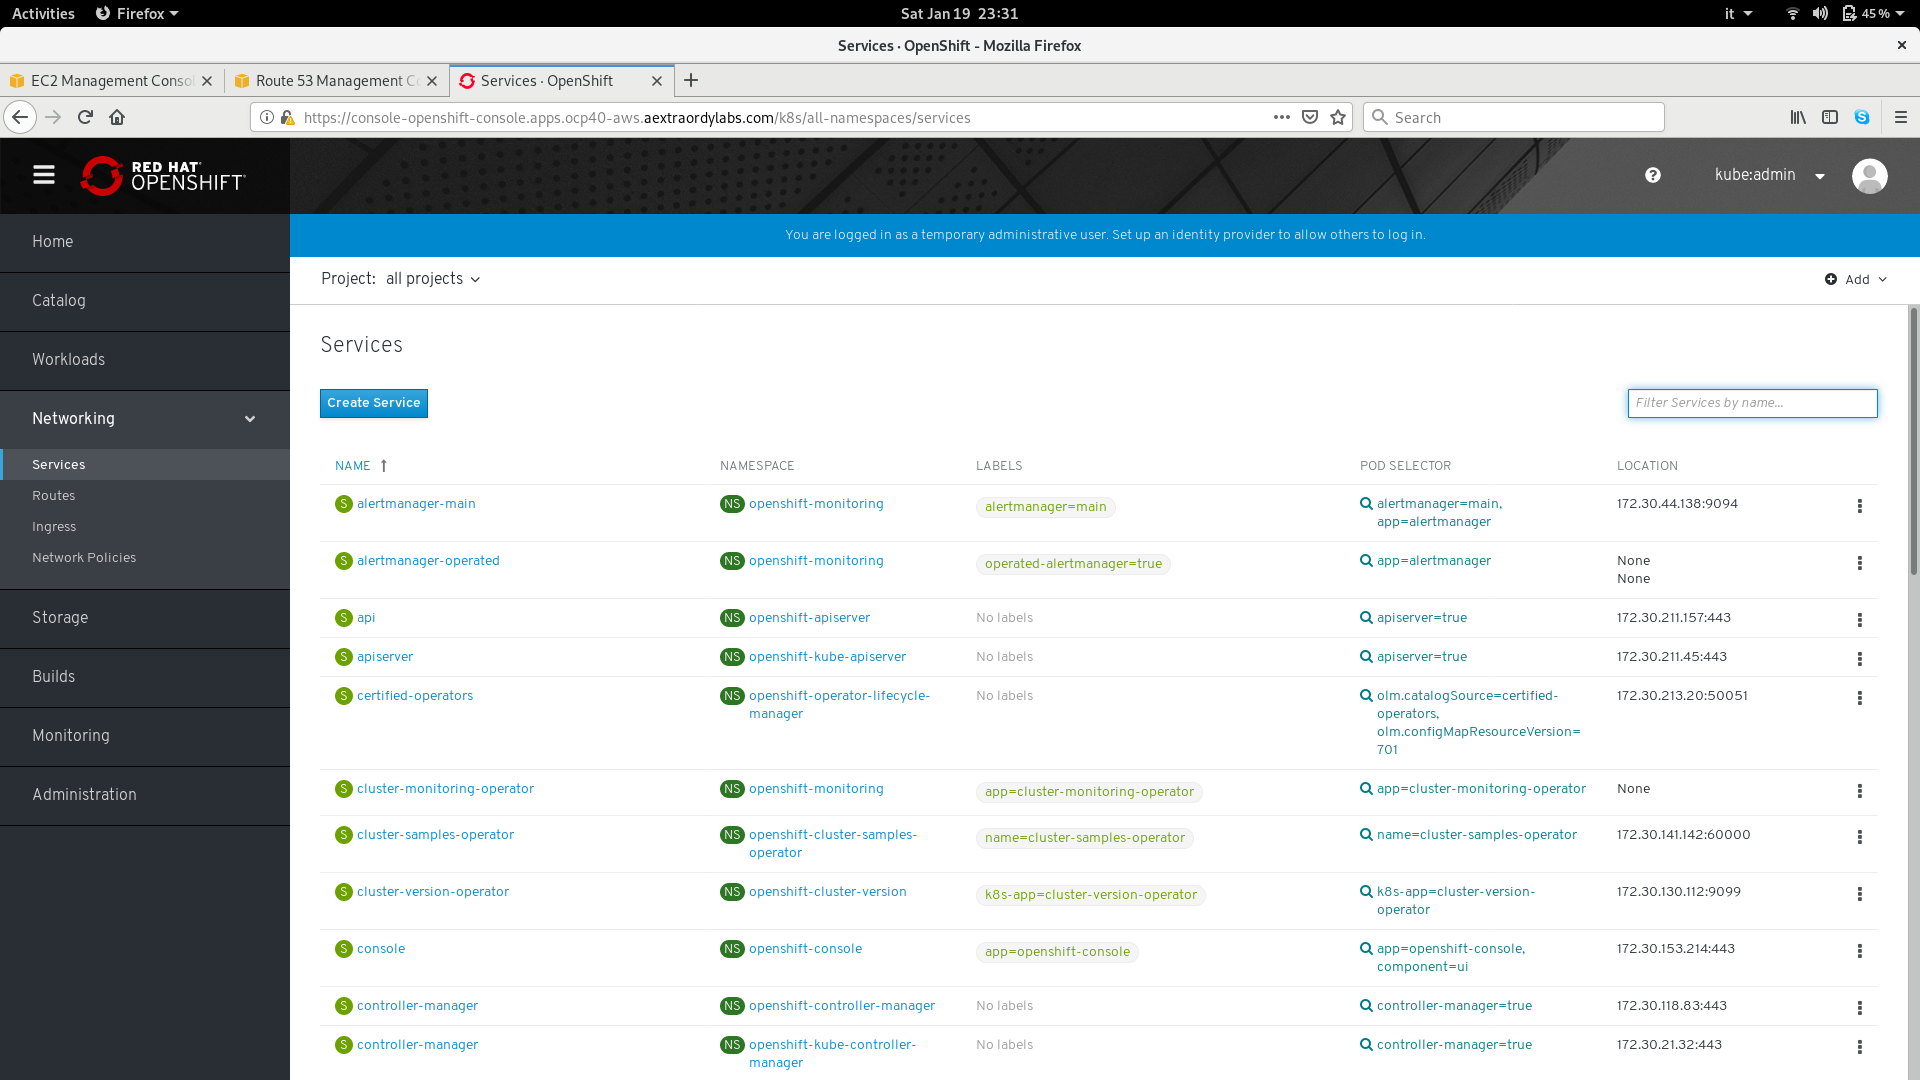 Activities Firefox Sat Jan 19 23:31 it 45%
Services · OpenShift - Mozilla Firefox
EC2 Management Conso Route 53 Management C Services · OpenShift
https://console-openshift-console.apps.ocp40-aws.aextraordylabs.com/k8s/all-namespaces/services Search
RED HAT
OPENSHIFT
kube:admin
You are logged in as a temporary administrative user. Set up an identity provider to allow others to log in.
Home
Catalog
Workloads
Networking
Services
Routes
Ingress
Network Policies
Storage
Builds
Monitoring
Administration
Project: all projects Add
Services
Create Service Filter Services by name...
NAME NAMESPACE LABELS POD SELECTOR LOCATION
S alertmanager-main NS openshift-monitoring alertmanager=main alertmanager=main, 172.30.44.138:9094
app=alertmanager
S alertmanager-operated NS openshift-monitoring operated-alertmanager=true app=alertmanager None
None
S api NS openshift-apiserver No labels apiserver=true 172.30.211.157:443
S apiserver NS openshift-kube-apiserver No labels apiserver=true 172.30.211.45:443
S certified-operators NS openshift-operator-lifecycle- No labels olm.catalogSource=certified- 172.30.213.20:50051
manager operators,
olm.configMapResourceVersion=
701
S cluster-monitoring-operator NS openshift-monitoring app=cluster-monitoring-operator app=cluster-monitoring-operator None
S cluster-samples-operator NS openshift-cluster-samples- name=cluster-samples-operator name=cluster-samples-operator 172.30.141.142:60000
operator
S cluster-version-operator NS openshift-cluster-version k8s-app=cluster-version-operator k8s-app=cluster-version- 172.30.130.112:9099
operator
S console NS openshift-console app=openshift-console app=openshift-console, 172.30.153.214:443
component=ui
S controller-manager NS openshift-controller-manager No labels controller-manager=true 172.30.118.83:443
S controller-manager NS openshift-kube-controller- No labels controller-manager=true 172.30.21.32:443
manager